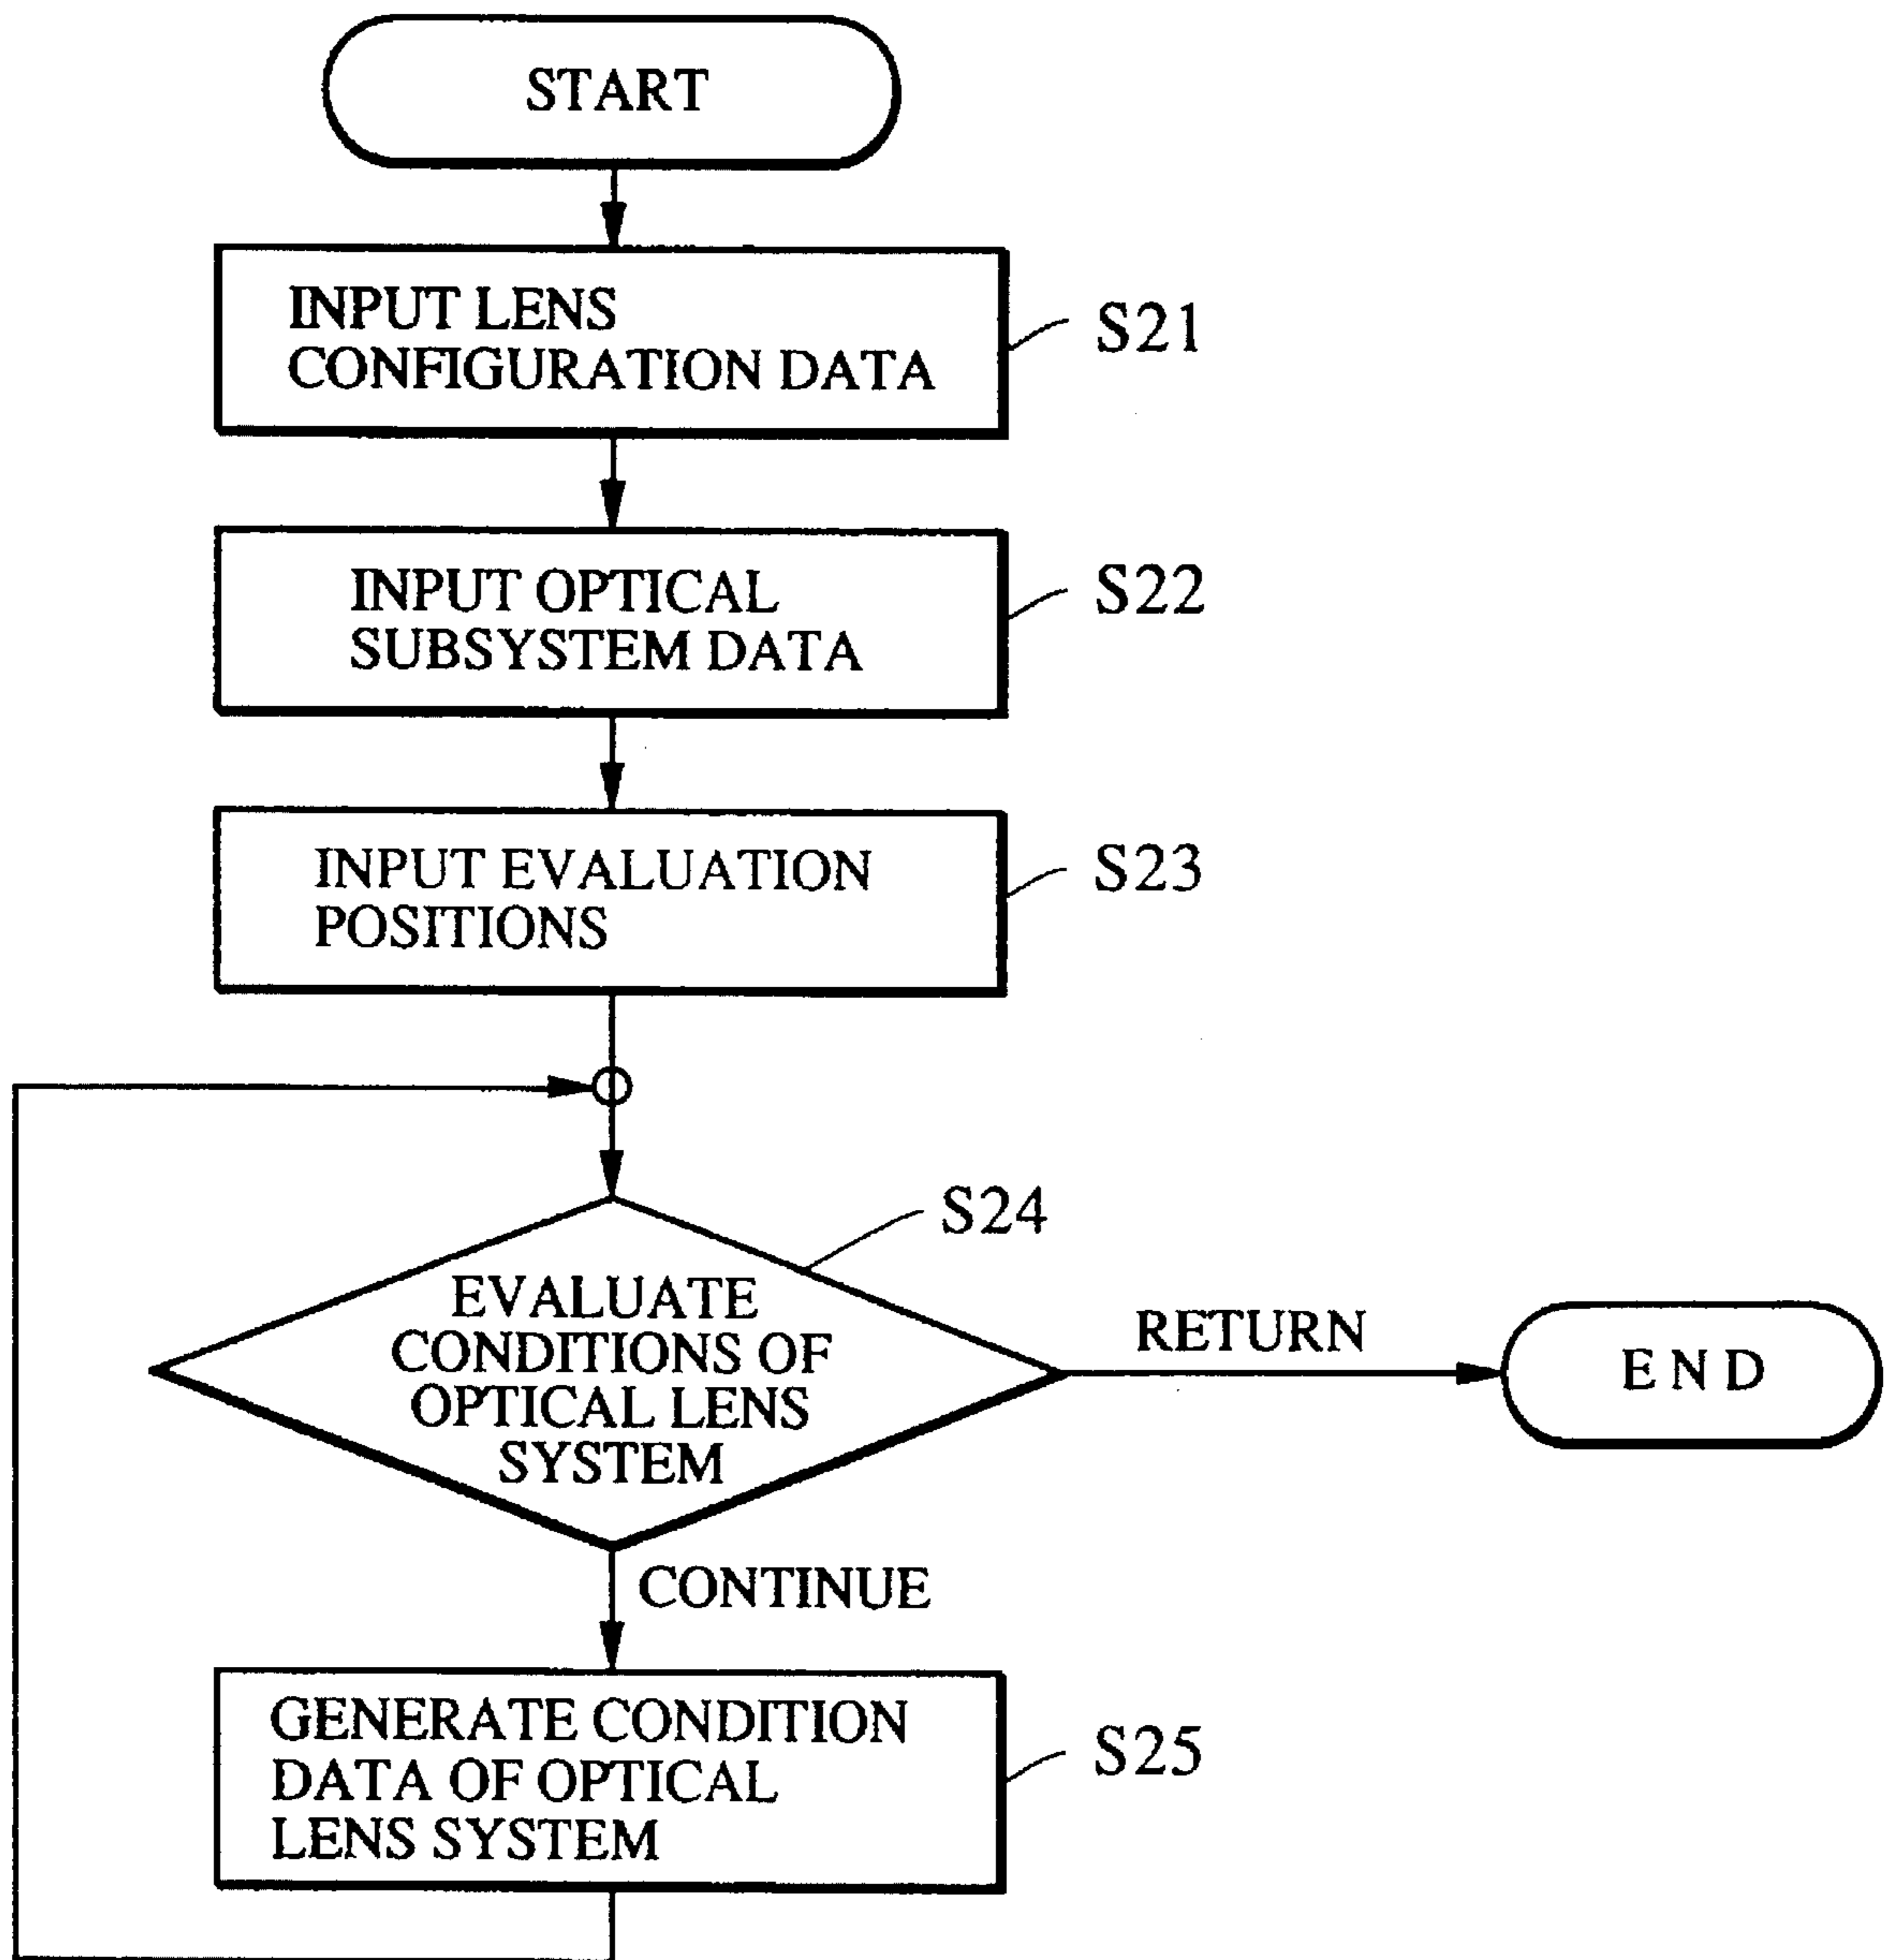 START
INPUT LENS
CONFIGURATION DATA
S21
INPUT OPTICAL
SUBSYSTEM DATA
S22
INPUT EVALUATION
POSITIONS
S23
S24
EVALUATE
CONDITIONS OF
OPTICAL LENS
SYSTEM
RETURN
E N D
CONTINUE
GENERATE CONDITION
DATA OF OPTICAL
LENS SYSTEM
S25